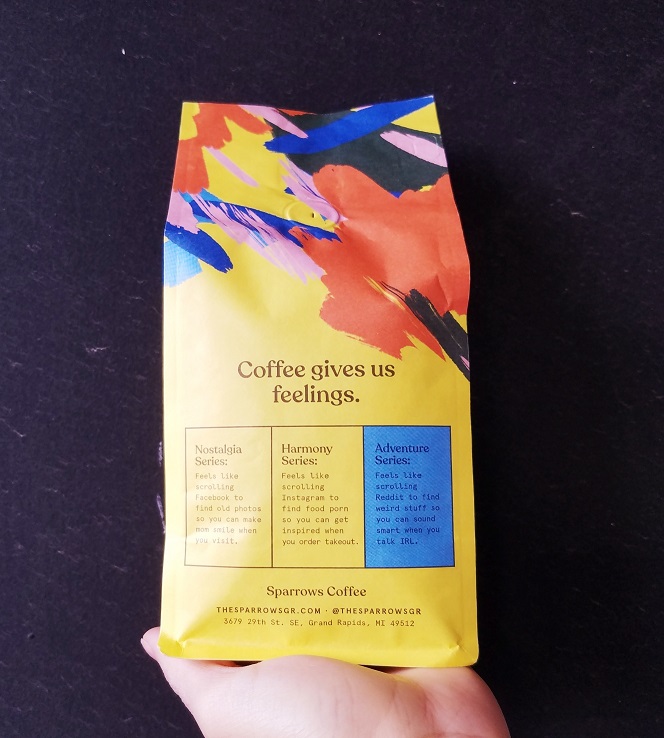 Coffee gives us
feelings.
Nostalgia
Series:
Feels like
scrolling
Facebook to
find old photos
so you can make
mom smile when
you visit.
Harmony
Series:
Feels like
scrolling
Instagram to
find food porn
so you can get
inspired when
you order takeout.
Adventure
Series:
Feels like
scrolling
Reddit to find
weird stuff so
you can sound
smart when you
talk IRL.
Sparrows Coffee
THESPARROWSGR.COM · @THESPARROWSGR
3679 29th St. SE, Grand Rapids, MI 49512